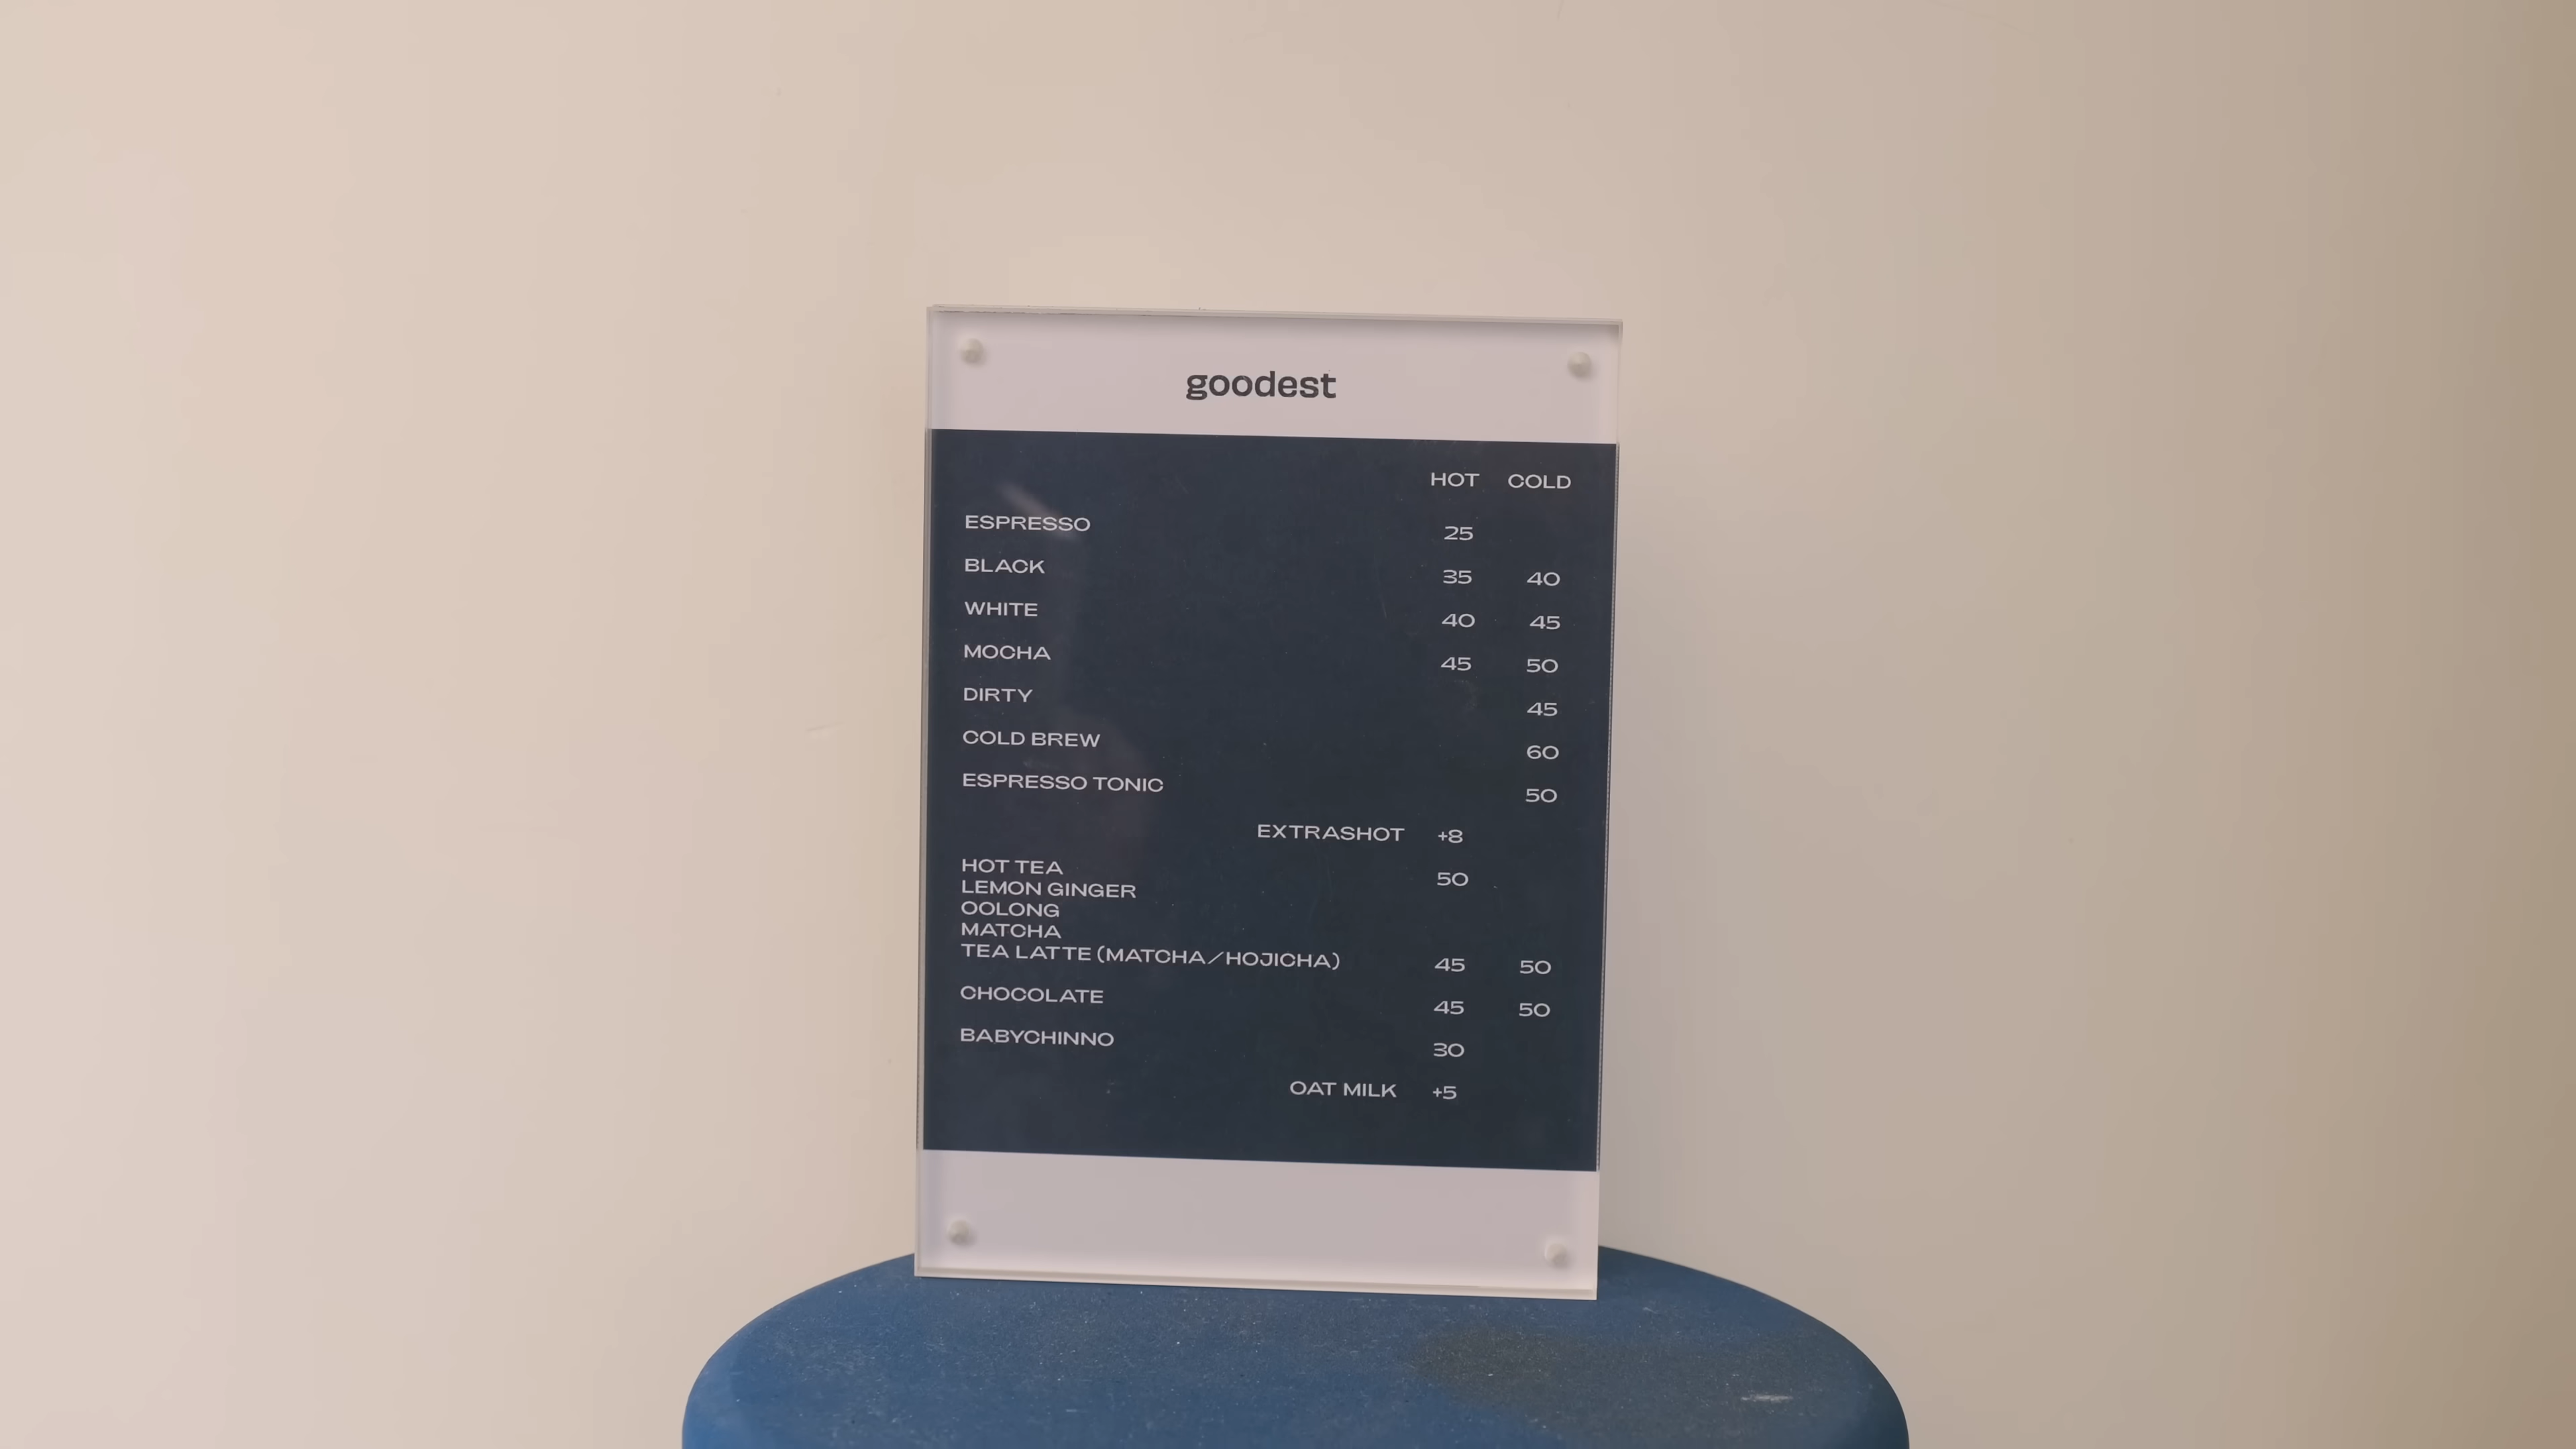 goodest
HOT COLD
ESPRESSO 25
BLACK 35 40
WHITE 40 45
MOCHA 45 50
DIRTY 45
COLD BREW 60
ESPRESSO TONIC 50
EXTRASHOT +8
HOT TEA 50
LEMON GINGER
OOLONG
MATCHA
TEA LATTE (MATCHA/HOJICHA) 45 50
CHOCOLATE 45 50
BABYCHINNO 30
OAT MILK +5